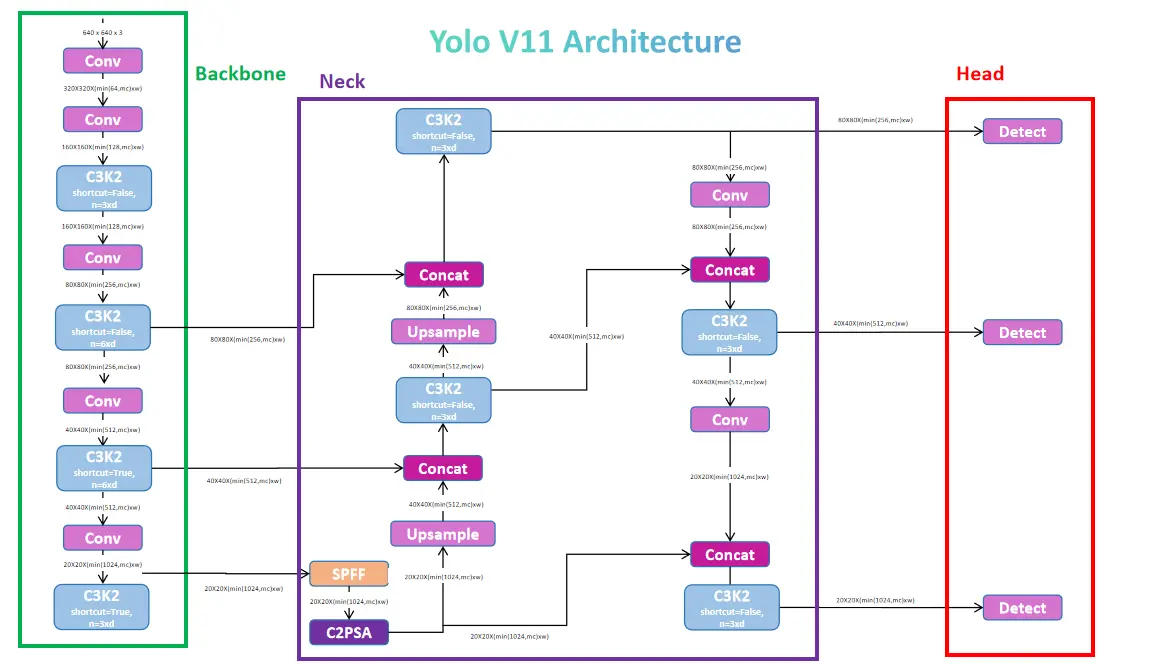 Yolo V11 Architecture
Backbone
640 x 640 x 3
Conv
320X320X(min(64,mc)xw)
Conv
160X160X(min(128,mc)xw)
C3K2
shortcut=False,
n=3xd
160X160X(min(128,mc)xw)
Conv
80X80X(min(256,mc)xw)
C3K2
shortcut=False,
n=6xd
80X80X(min(256,mc)xw)
Conv
40X40X(min(512,mc)xw)
C3K2
shortcut=True,
n=6xd
40X40X(min(512,mc)xw)
Conv
20X20X(min(1024,mc)xw)
C3K2
shortcut=True,
n=3xd
80X80X(min(256,mc)xw)
40X40X(min(512,mc)xw)
20X20X(min(1024,mc)xw)
Neck
C3K2
shortcut=False,
n=3xd
Concat
80X80X(min(256,mc)xw)
Upsample
40X40X(min(512,mc)xw)
C3K2
shortcut=False,
n=3xd
Concat
40X40X(min(512,mc)xw)
Upsample
20X20X(min(1024,mc)xw)
SPFF
20X20X(min(1024,mc)xw)
C2PSA
20X20X(min(1024,mc)xw)
40X40X(min(512,mc)xw)
80X80X(min(256,mc)xw)
Conv
80X80X(min(256,mc)xw)
Concat
C3K2
shortcut=False,
n=3xd
40X40X(min(512,mc)xw)
Conv
20X20X(min(1024,mc)xw)
Concat
C3K2
shortcut=False,
n=3xd
80X80X(min(256,mc)xw)
40X40X(min(512,mc)xw)
20X20X(min(1024,mc)xw)
Head
Detect
Detect
Detect